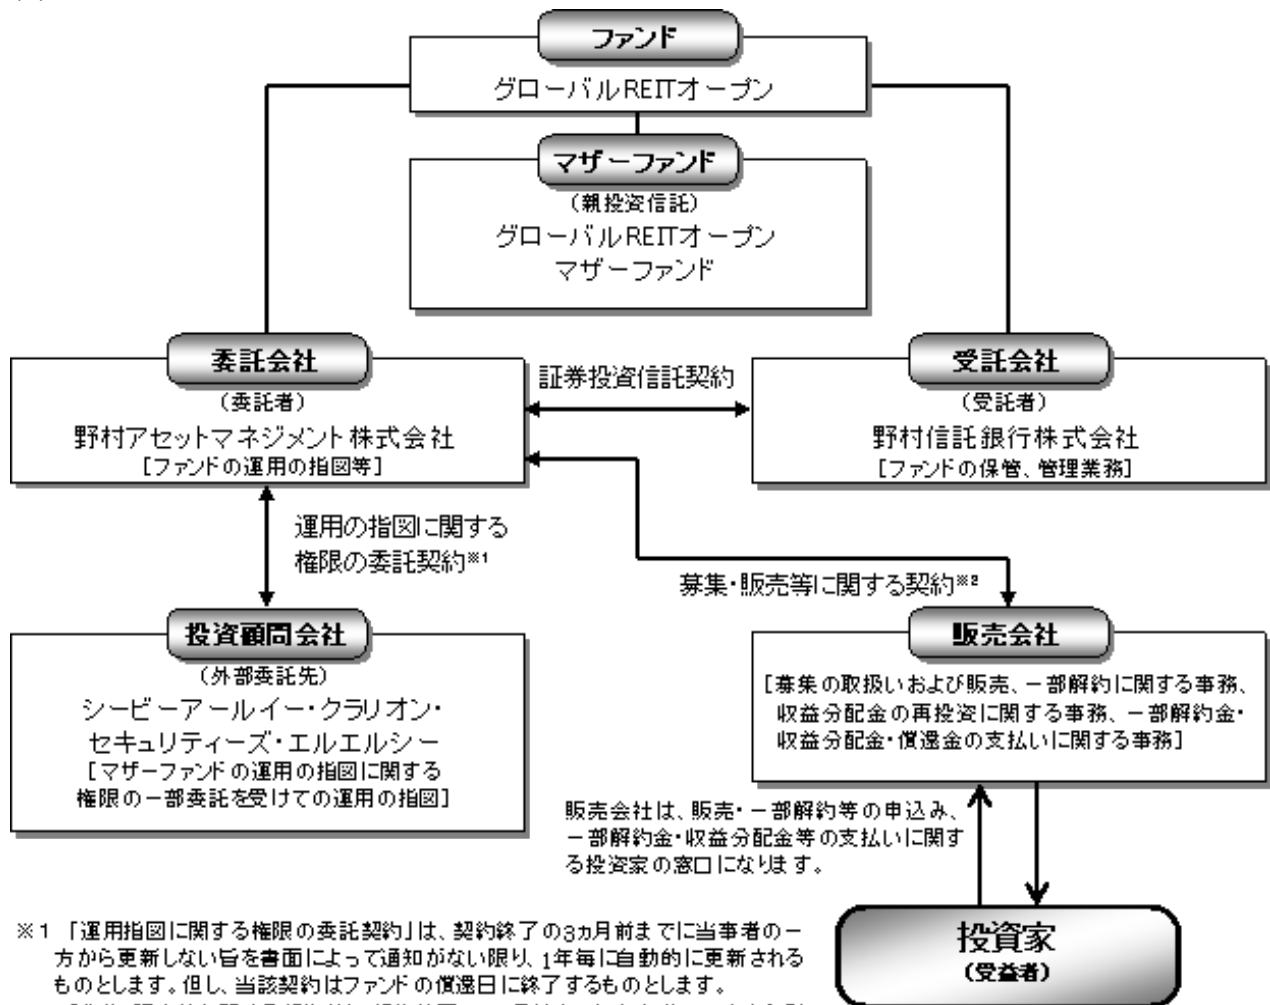 ファンド
グローバルREITオープン
マザーファンド
(親投資信託)
グローバルREITオープン
マザーファンド
委託会社
(委託者)
野村アセットマネジメント株式会社
[ファンドの運用の指図等]
証券投資信託契約
受託会社
(受託者)
野村信託銀行株式会社
[ファンドの保管、管理業務]
運用の指図に関する
権限の委託契約※1
募集・販売等に関する契約※2
投資顧問会社
(外部委託先)
シービーアールイー・クラリオン・
セキュリティーズ・エルエルシー
[マザーファンドの運用の指図に関する
権限の一部委託を受けての運用の指図]
販売会社
[募集の取扱いおよび販売、一部解約に関する事務、
収益分配金の再投資に関する事務、一部解約金・
収益分配金・償還金の支払いに関する事務]
販売会社は、販売・一部解約等の申込み、
一部解約金・収益分配金等の支払いに関す
る投資家の窓口になります。
投資家
(受益者)
※1 「運用指図に関する権限の委託契約」は、契約終了の3ヵ月前までに当事者の一
方から更新しない旨を書面によって通知がない限り、1年毎に自動的に更新される
ものとします。但し、当該契約はファンドの償還日に終了するものとします。